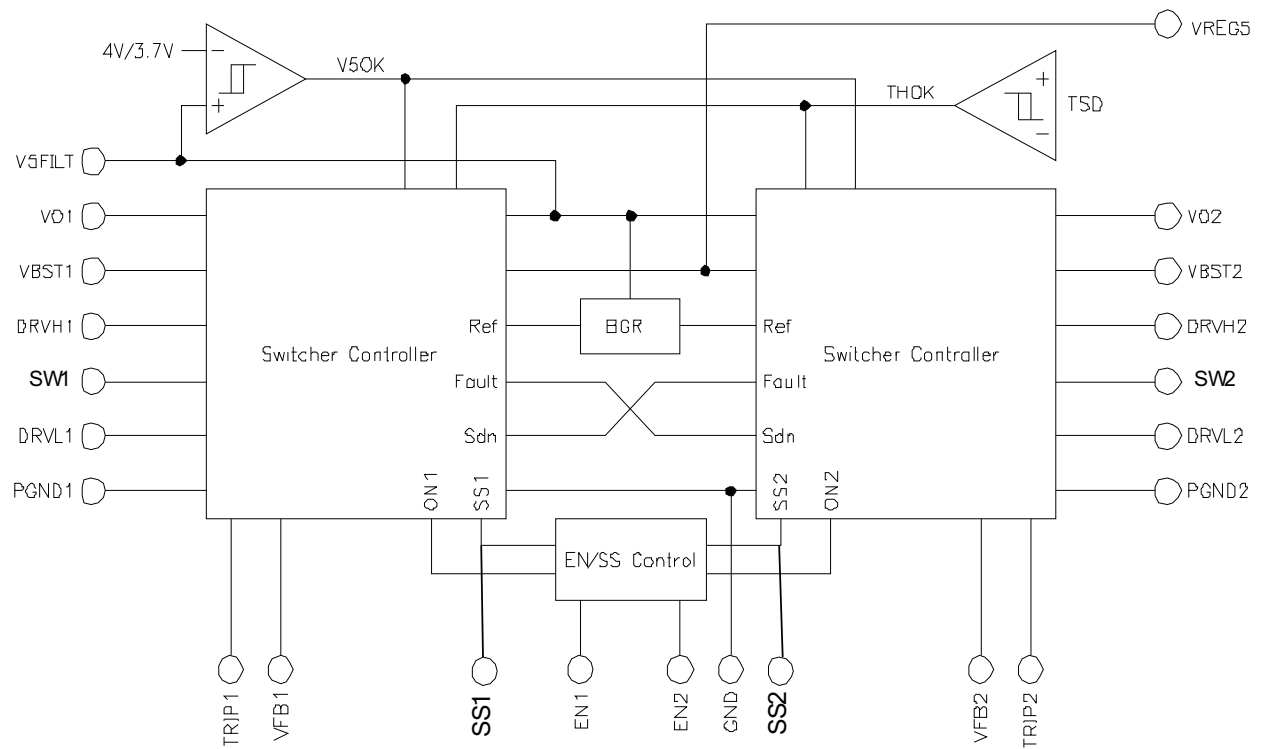 VREG5
4V/3.7V
−
V5OK
+
THOK
+
−
TSD
V5FILT
VO1
VO2
VBST1
VBST2
DRVH1
Ref
BGR
Ref
DRVH2
Switcher Controller
Switcher Controller
SW1
Fault
Fault
SW2
DRVL1
Sdn
Sdn
DRVL2
PGND1
ON1
SS1
SS2
ON2
PGND2
EN/SS Control
TRIP1
VFB1
SS1
EN1
EN2
GND
SS2
VFB2
TRIP2